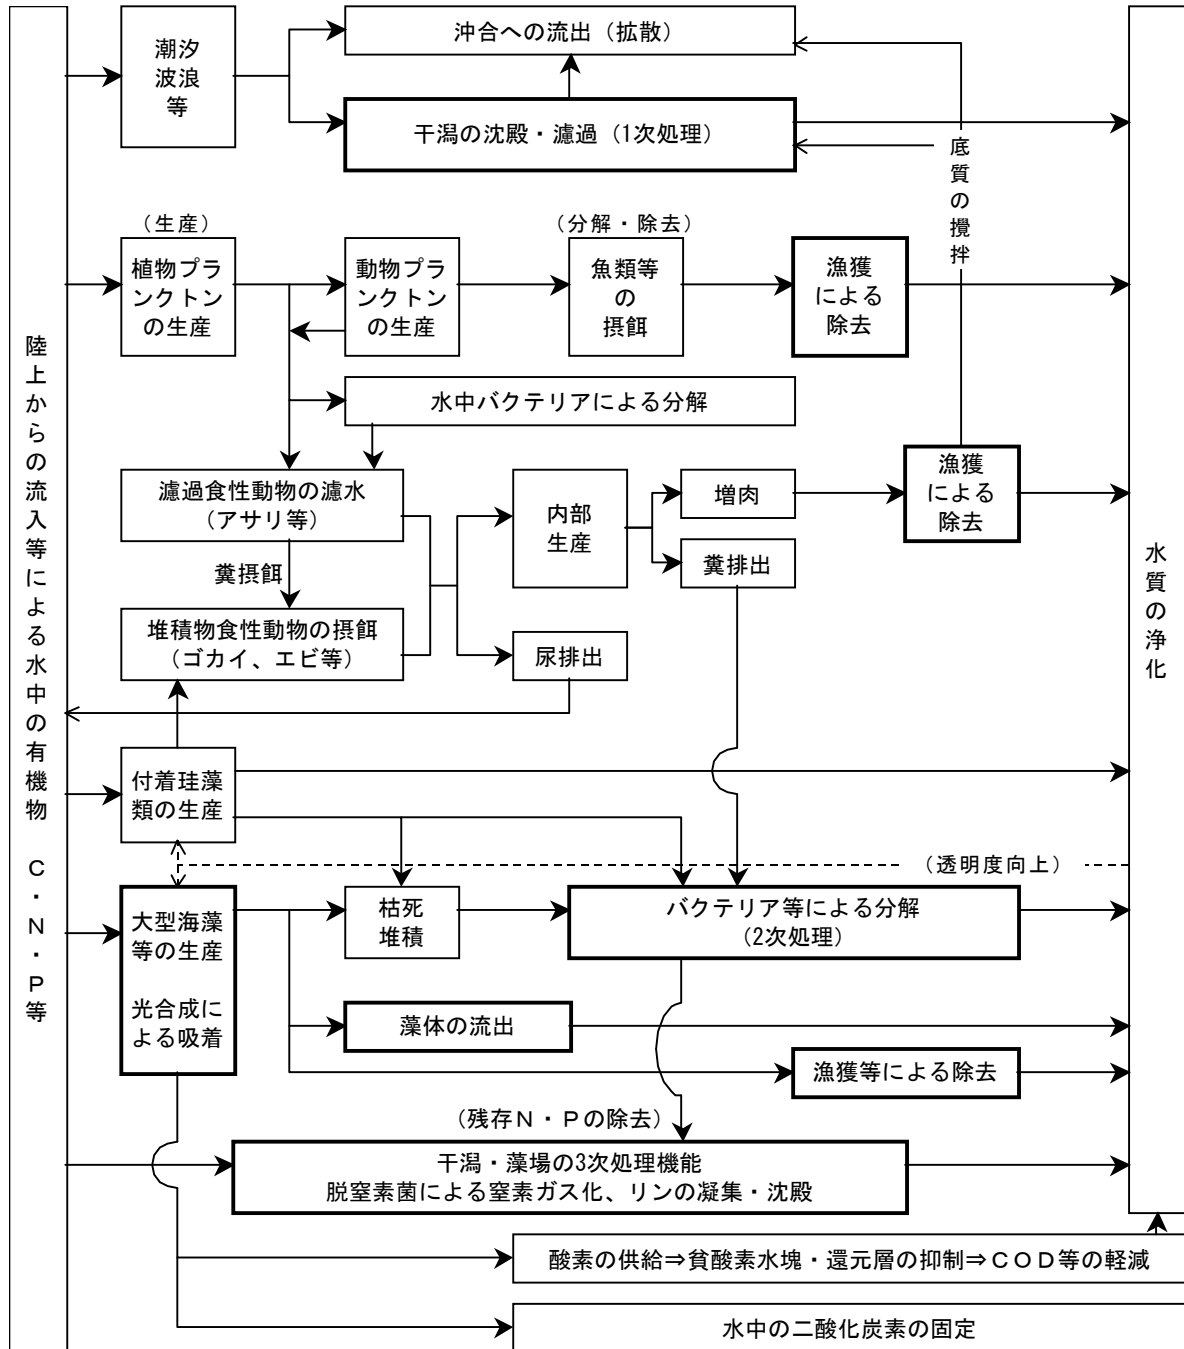 陸上からの流入等による水中の有機物　Ｃ・Ｎ・Ｐ等
潮汐
波浪
等
沖合への流出（拡散）
干潟の沈殿・濾過（1次処理）
底質の攪拌
（生産）
植物プラ
ンクトン
の生産
動物プラ
ンクトン
の生産
（分解・除去）
魚類等
の
摂餌
漁獲
による
除去
水中バクテリアによる分解
濾過食性動物の濾水
（アサリ等）
糞摂餌
堆積物食性動物の摂餌
（ゴカイ、エビ等）
内部
生産
増肉
糞排出
尿排出
漁獲
による
除去
水質の浄化
付着珪藻
類の生産
（透明度向上）
大型海藻
等の生産
光合成に
よる吸着
枯死
堆積
バクテリア等による分解
（2次処理）
藻体の流出
漁獲等による除去
（残存Ｎ・Ｐの除去）
干潟・藻場の3次処理機能
脱窒素菌による窒素ガス化、リンの凝集・沈殿
酸素の供給⇒貧酸素水塊・還元層の抑制⇒ＣＯＤ等の軽減
水中の二酸化炭素の固定